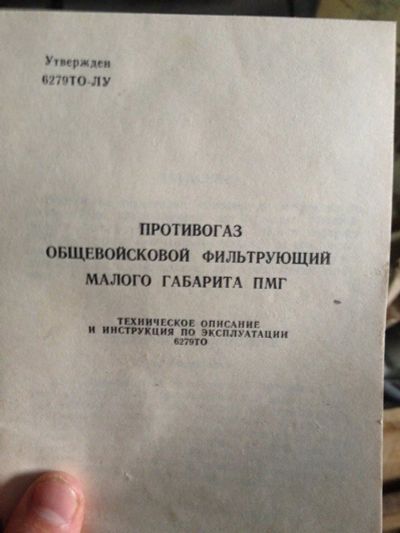 Утвержден
6279ТО-ЛУ
ПРОТИВОГАЗ
ОБЩЕВОЙСКОВОЙ ФИЛЬТРУЮЩИЙ
МАЛОГО ГАБАРИТА ПМГ
ТЕХНИЧЕСКОЕ ОПИСАНИЕ
И ИНСТРУКЦИЯ ПО ЭКСПЛУАТАЦИИ
6279ТО